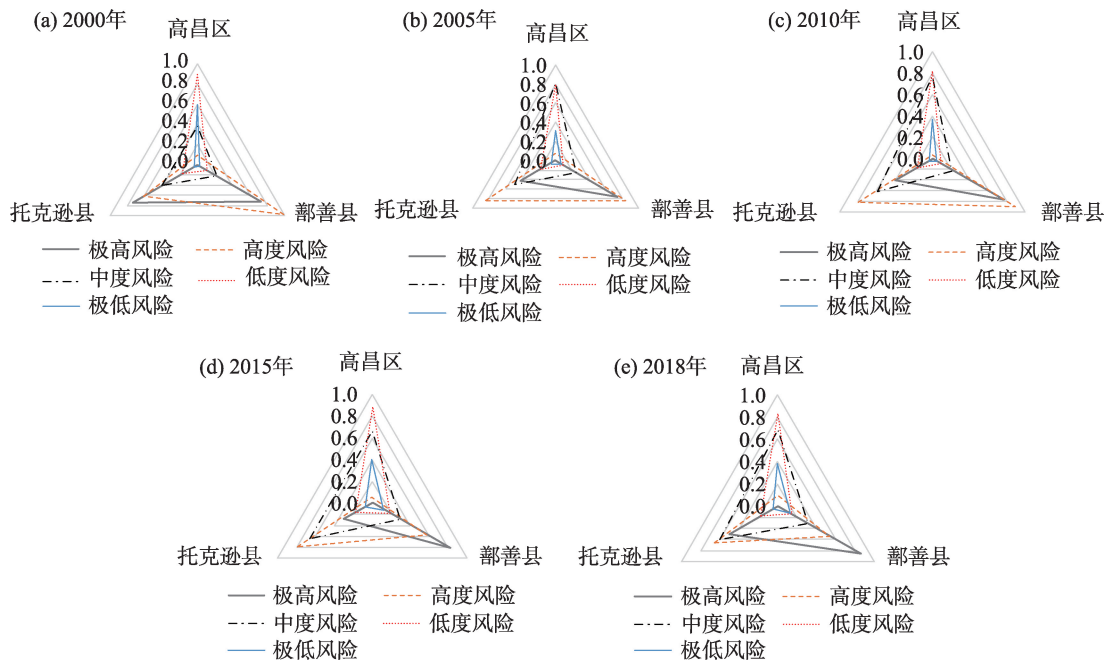 (a) 2000年
高昌区
1.0
0.8
0.6
0.4
0.2
0.0
托克逊县
鄯善县
极高风险
高度风险
中度风险
低度风险
极低风险
(b) 2005年
高昌区
1.0
0.8
0.6
0.4
0.2
0.0
托克逊县
鄯善县
极高风险
高度风险
中度风险
低度风险
极低风险
(c) 2010年
高昌区
1.0
0.8
0.6
0.4
0.2
0.0
托克逊县
鄯善县
极高风险
高度风险
中度风险
低度风险
极低风险
(d) 2015年
高昌区
1.0
0.8
0.6
0.4
0.2
0.0
托克逊县
鄯善县
极高风险
高度风险
中度风险
低度风险
极低风险
(e) 2018年
高昌区
1.0
0.8
0.6
0.4
0.2
0.0
托克逊县
鄯善县
极高风险
高度风险
中度风险
低度风险
极低风险